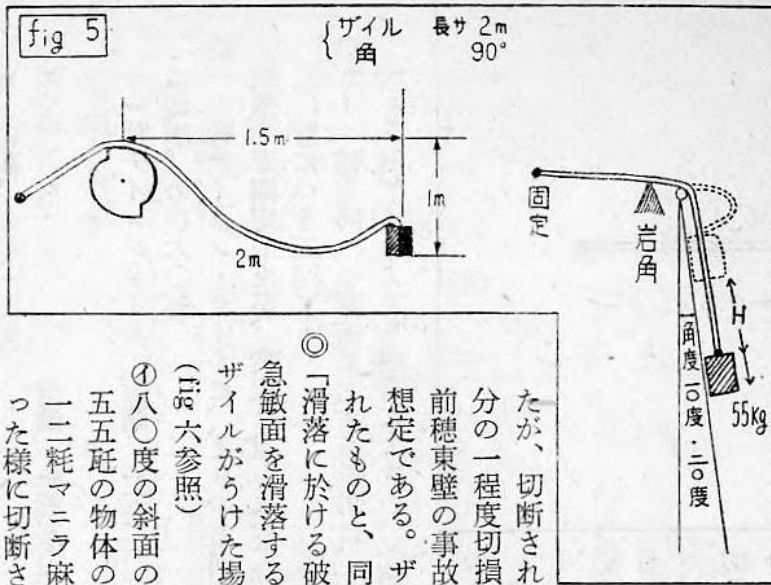 fig 5
ザイル 長サ 2m
角 90°
1.5m
1m
2m
固定
岩角
H
55kg
角度一〇度・二〇度
たが、切断され
分の一程度切損
前穂東壁の事故
想定である。ザ
れたものと、同
◎「滑落に於ける破
急敏面を滑落する
ザイルがうけた場
(fig 六参照)
㋑八〇度の斜面の
五五瓩の物体の
一二粍マニラ麻
った様に切断さ